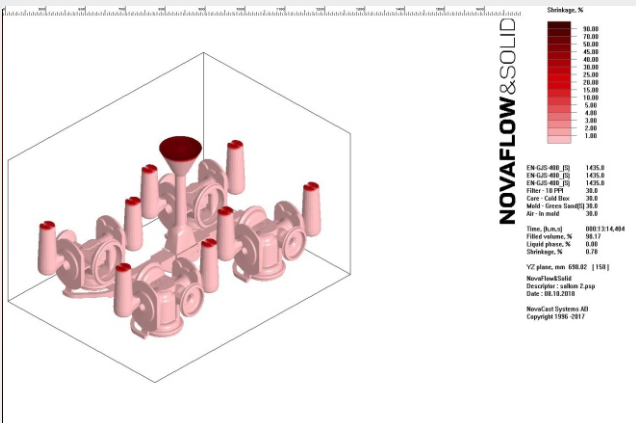 Shrinkage, %
90.00
70.00
50.00
45.00
40.00
30.00
25.00
20.00
15.00
10.00
5.00
4.00
3.00
2.00
1.00
NOVAFLOW&SOLID
EN-GJS-400_[S] 1435.0
EN-GJS-400_[S] 1435.0
EN-GJS-400_[S] 1435.0
Filter - 10 PPI 30.0
Core - Cold Box 30.0
Mold - Green Sand[S] 30.0
Air - In mold 30.0
Time, [h,m,s] 000:13:14,404
Filled volume, % 98.17
Liquid phase, % 0.00
Shrinkage, % 0.70
YZ plane, mm 698.02 [ 158 ]
NovaFlow&Solid
Descriptor : sallom 2.psp
Date : 08.10.2018
NovaCast Systems AB
Copyright 1996 -2017